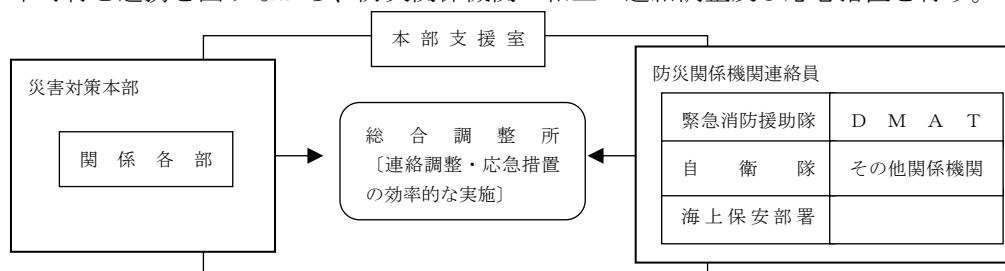 本部支援室
災害対策本部
防災関係機関連絡員
緊急消防援助隊 DMAT
関係各部
総合調整所
〔連絡調整・応急措置
の効率的な実施〕
自衛隊 その他関係機関
海上保安部署